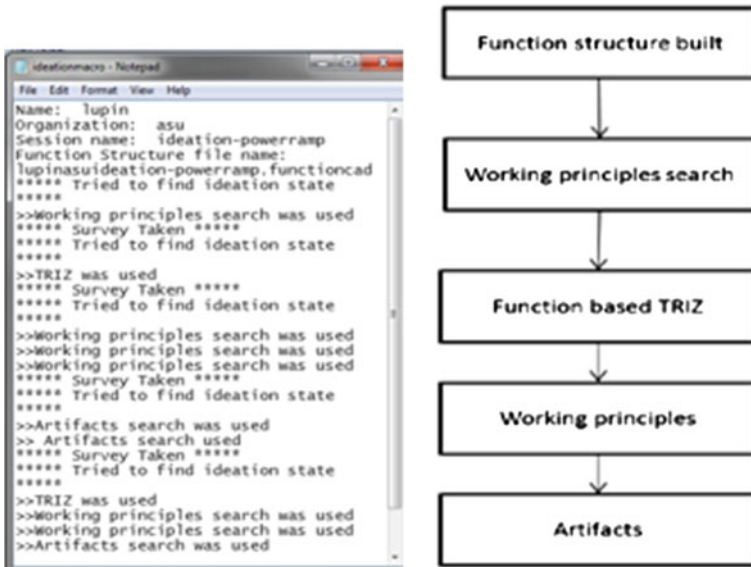 ideationmacro - Notepad
File Edit Format View Help
Name: lupin
Organization: asu
Session name: ideation-powerramp
Function Structure file name:
lupinasuideation-powerramp.functioncad
***** Tried to find ideation state
*****
>>Working principles search was used
***** Survey Taken *****
***** Tried to find ideation state
*****
>>TRIZ was used
***** Survey Taken *****
***** Tried to find ideation state
*****
>>Working principles search was used
>>Working principles search was used
>>Working principles search was used
***** Survey Taken *****
***** Tried to find ideation state
*****
>>Artifacts search was used
>> Artifacts search used
***** Survey Taken *****
***** Tried to find ideation state
*****
>>TRIZ was used
>>Working principles search was used
>>Working principles search was used
>>Artifacts search was used
Function structure built
Working principles search
Function based TRIZ
Working principles
Artifacts